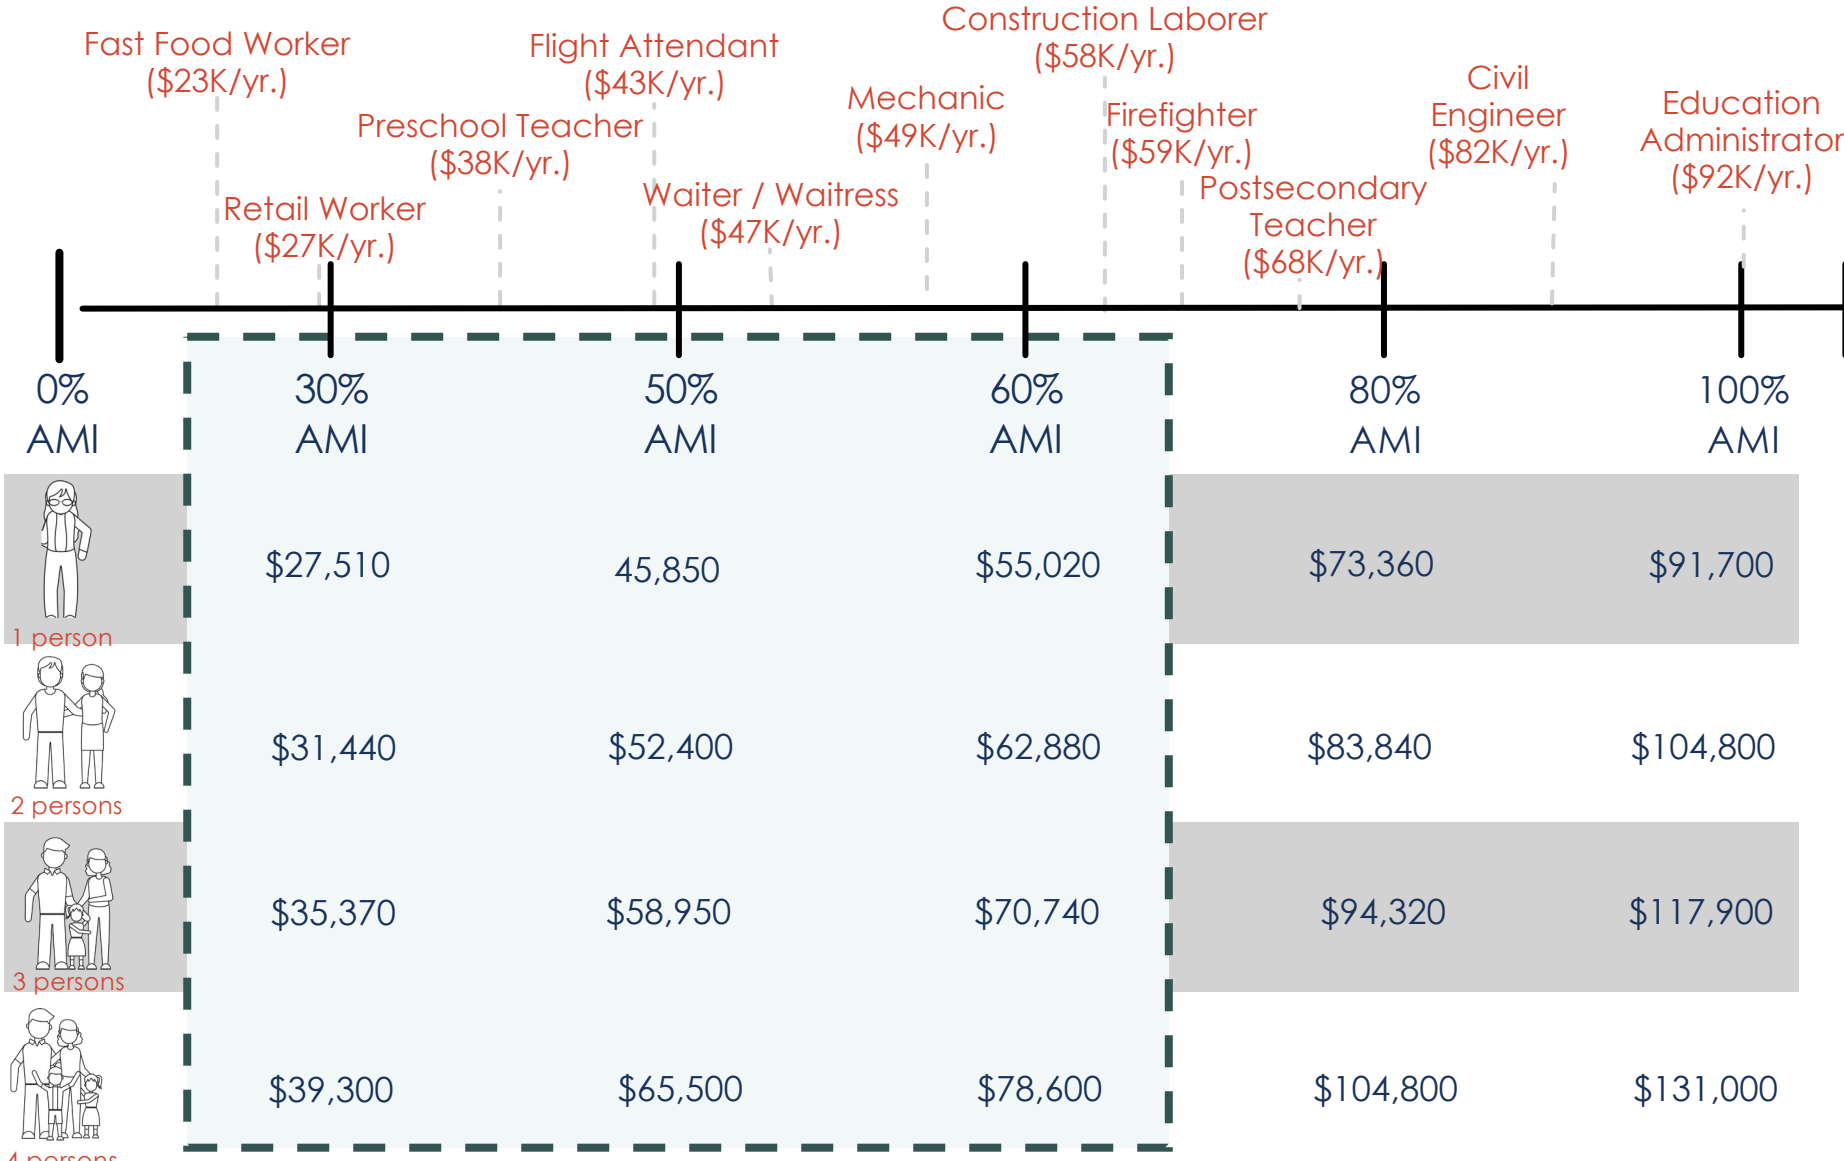 Construction Laborer
($58K/yr.)
Fast Food Worker
($23K/yr.)
Flight Attendant
($43K/yr.)
Civil
Engineer
($82K/yr.)
Mechanic
($49K/yr.)
Education
Administrator
($92K/yr.)
Firefighter
($59K/yr.)
Preschool Teacher
($38K/yr.)
Postsecondary
Teacher
($68K/yr.)
Waiter / Waitress
($47K/yr.)
Retail Worker
($27K/yr.)
0%
AMI
30%
AMI
50%
AMI
60%
AMI
80%
AMI
100%
AMI
$27,510 45,850 $55,020 $73,360 $91,700
1 person
$31,440 $52,400 $62,880 $83,840 $104,800
2 persons
$35,370 $58,950 $70,740 $94,320 $117,900
3 persons
$39,300 $65,500 $78,600 $104,800 $131,000
4 persons